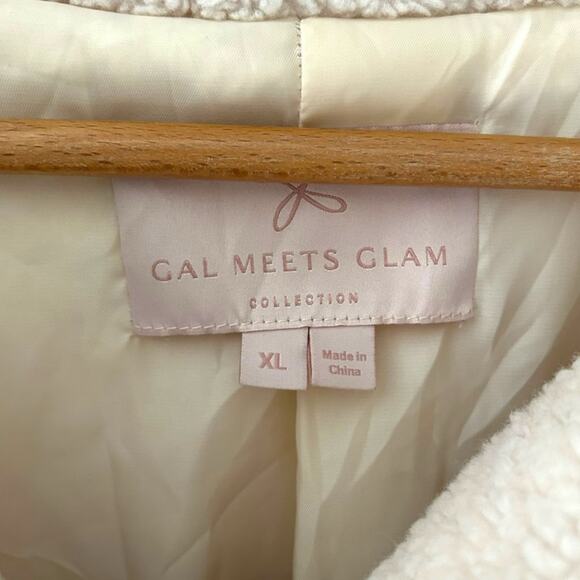 GAL MEETS GLAM
COLLECTION
XL
Made in
China